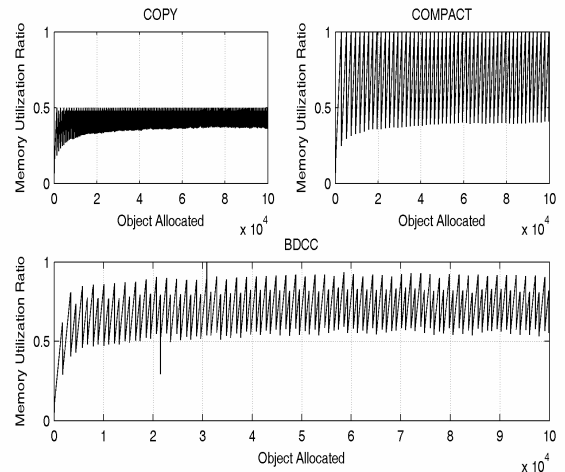 COPY
COMPACT
Memory Utilization Ratio
1
0.5
0
0
2
4
6
8
10
Object Allocated
x 10^4
Memory Utilization Ratio
1
0.5
0
0
2
4
6
8
10
Object Allocated
x 10^4
BDCC
Memory Utilization Ratio
1
0.5
0
0
1
2
3
4
5
6
7
8
9
10
Object Allocated
x 10^4